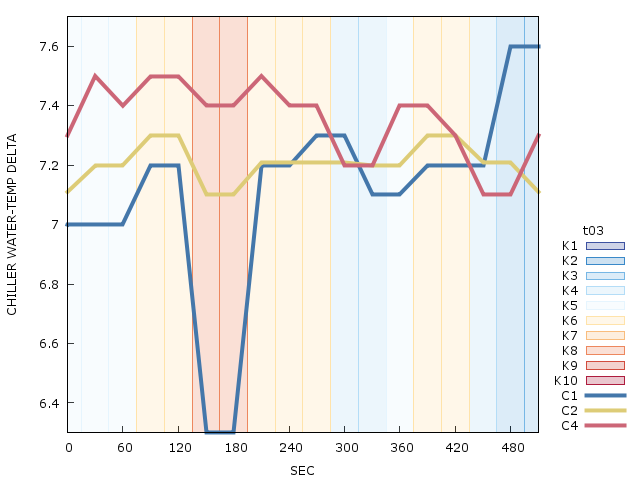 7.6
7.4
7.2
7
6.8
6.6
6.4
CHILLER WATER-TEMP DELTA
0 60 120 180 240 300 360 420 480
SEC
t03
K1
K2
K3
K4
K5
K6
K7
K8
K9
K10
C1
C2
C4